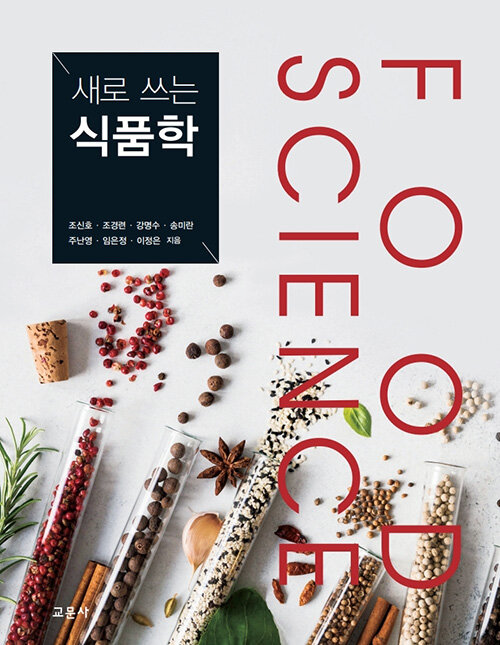 새로 쓰는
식품학
조신호 · 조경련 · 강명수 · 송미란
주난영 · 임은정 · 이정은 지음
FOOD
SCIENCE
교문사